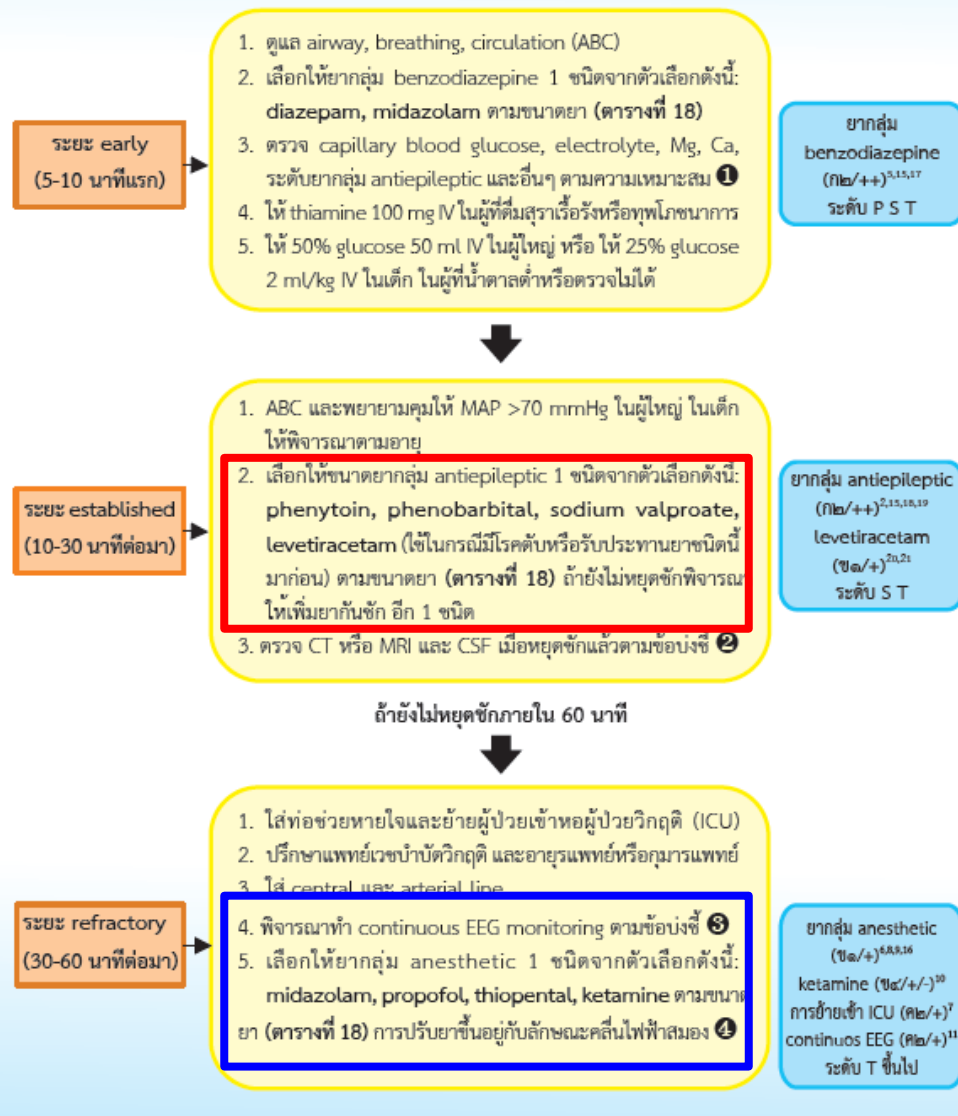 1. ดูแล airway, breathing, circulation (ABC)
2. เลือกให้ยากลุ่ม benzodiazepine 1 ชนิดจากตัวเลือกดังนี้:
diazepam, midazolam ตามขนาดยา (ตารางที่ 18)
3. ตรวจ capillary blood glucose, electrolyte, Mg, Ca,
ระดับยากลุ่ม antiepileptic และอื่นๆ ตามความเหมาะสม ❶
4. ให้ thiamine 100 mg IV ในผู้ที่ดื่มสุราเรื้อรังหรือทุพโภชนาการ
5. ให้ 50% glucose 50 ml IV ในผู้ใหญ่ หรือ ให้ 25% glucose
2 ml/kg IV ในเด็ก ในผู้ที่น้ำตาลต่ำหรือตรวจไม่ได้
ระยะ early
(5-10 นาทีแรก)
ยากลุ่ม
benzodiazepine
(ก๒/++)⁵,¹⁵,¹⁷
ระดับ P S T
1. ABC และพยายามคุมให้ MAP >70 mmHg ในผู้ใหญ่ ในเด็ก
ให้พิจารณาตามอายุ
2. เลือกให้ขนาดยากลุ่ม antiepileptic 1 ชนิดจากตัวเลือกดังนี้:
phenytoin, phenobarbital, sodium valproate,
levetiracetam (ใช้ในกรณีมีโรคตับหรือรับประทานยาชนิดนี้
มาก่อน) ตามขนาดยา (ตารางที่ 18) ถ้ายังไม่หยุดชักพิจารณา
ให้เพิ่มยากันชัก อีก 1 ชนิด
3. ตรวจ CT หรือ MRI และ CSF เมื่อหยุดชักแล้วตามข้อบ่งชี้ ❷
ระยะ established
(10-30 นาทีต่อมา)
ยากลุ่ม antiepileptic
(ก๒/++)²,¹⁵,¹⁸,¹⁹
levetiracetam
(ข๑/+)²⁰,²¹
ระดับ S T
ถ้ายังไม่หยุดชักภายใน 60 นาที
1. ใส่ท่อช่วยหายใจและย้ายผู้ป่วยเข้าหอผู้ป่วยวิกฤติ (ICU)
2. ปรึกษาแพทย์เวชบำบัดวิกฤติ และอายุรแพทย์หรือกุมารแพทย์
3. ใส่ central และ arterial line
4. พิจารณาทำ continuous EEG monitoring ตามข้อบ่งชี้ ❸
5. เลือกให้ยากลุ่ม anesthetic 1 ชนิดจากตัวเลือกดังนี้:
midazolam, propofol, thiopental, ketamine ตามขนาด
ยา (ตารางที่ 18) การปรับยาขึ้นอยู่กับลักษณะคลื่นไฟฟ้าสมอง ❹
ระยะ refractory
(30-60 นาทีต่อมา)
ยากลุ่ม anesthetic
(ข๑/+)⁶,⁸,⁹,¹⁶
ketamine (ข๔/+/-)¹⁰
การย้ายเข้า ICU (ค๒/+)⁷
continuos EEG (ค๒/+)¹¹
ระดับ T ขึ้นไป